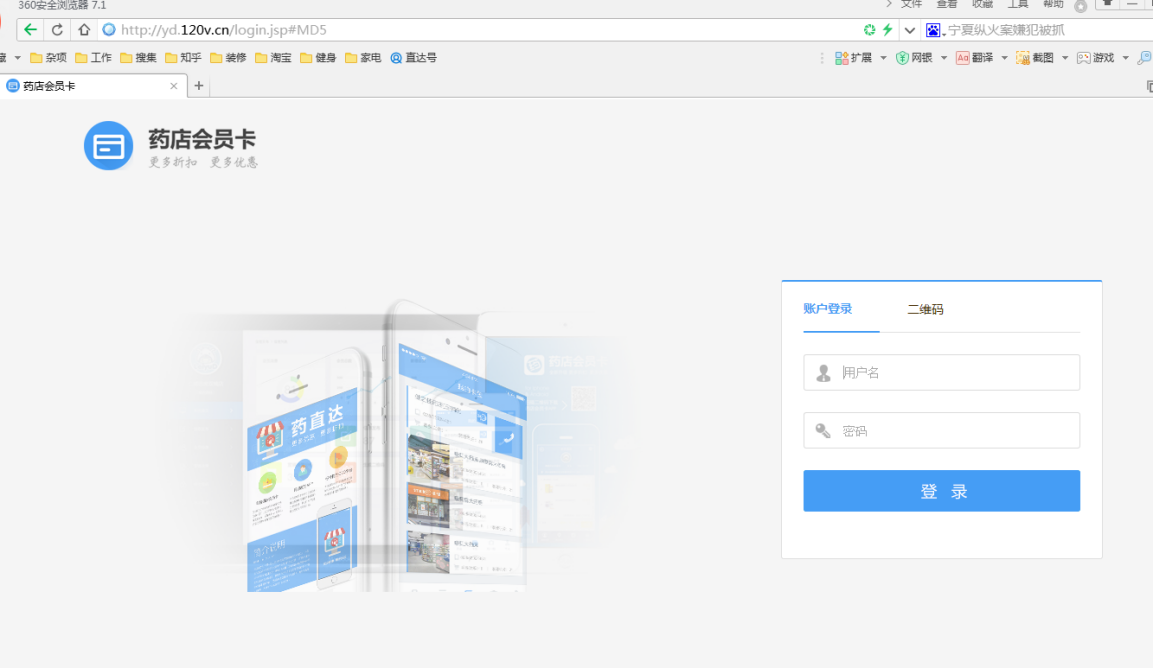 360安全浏览器 7.1
文件 查看 收藏 工具 帮助
http://yd.120v.cn/login.jsp#MD5
宁夏纵火案嫌犯被抓
杂项 工作 搜集 知乎 装修 淘宝 健身 家电 直达号
扩展 网银 翻译 截图 游戏
药店会员卡
药店会员卡
更多折扣 更多优惠
账户登录 二维码
用户名
密码
登 录
药直达
药店会员卡